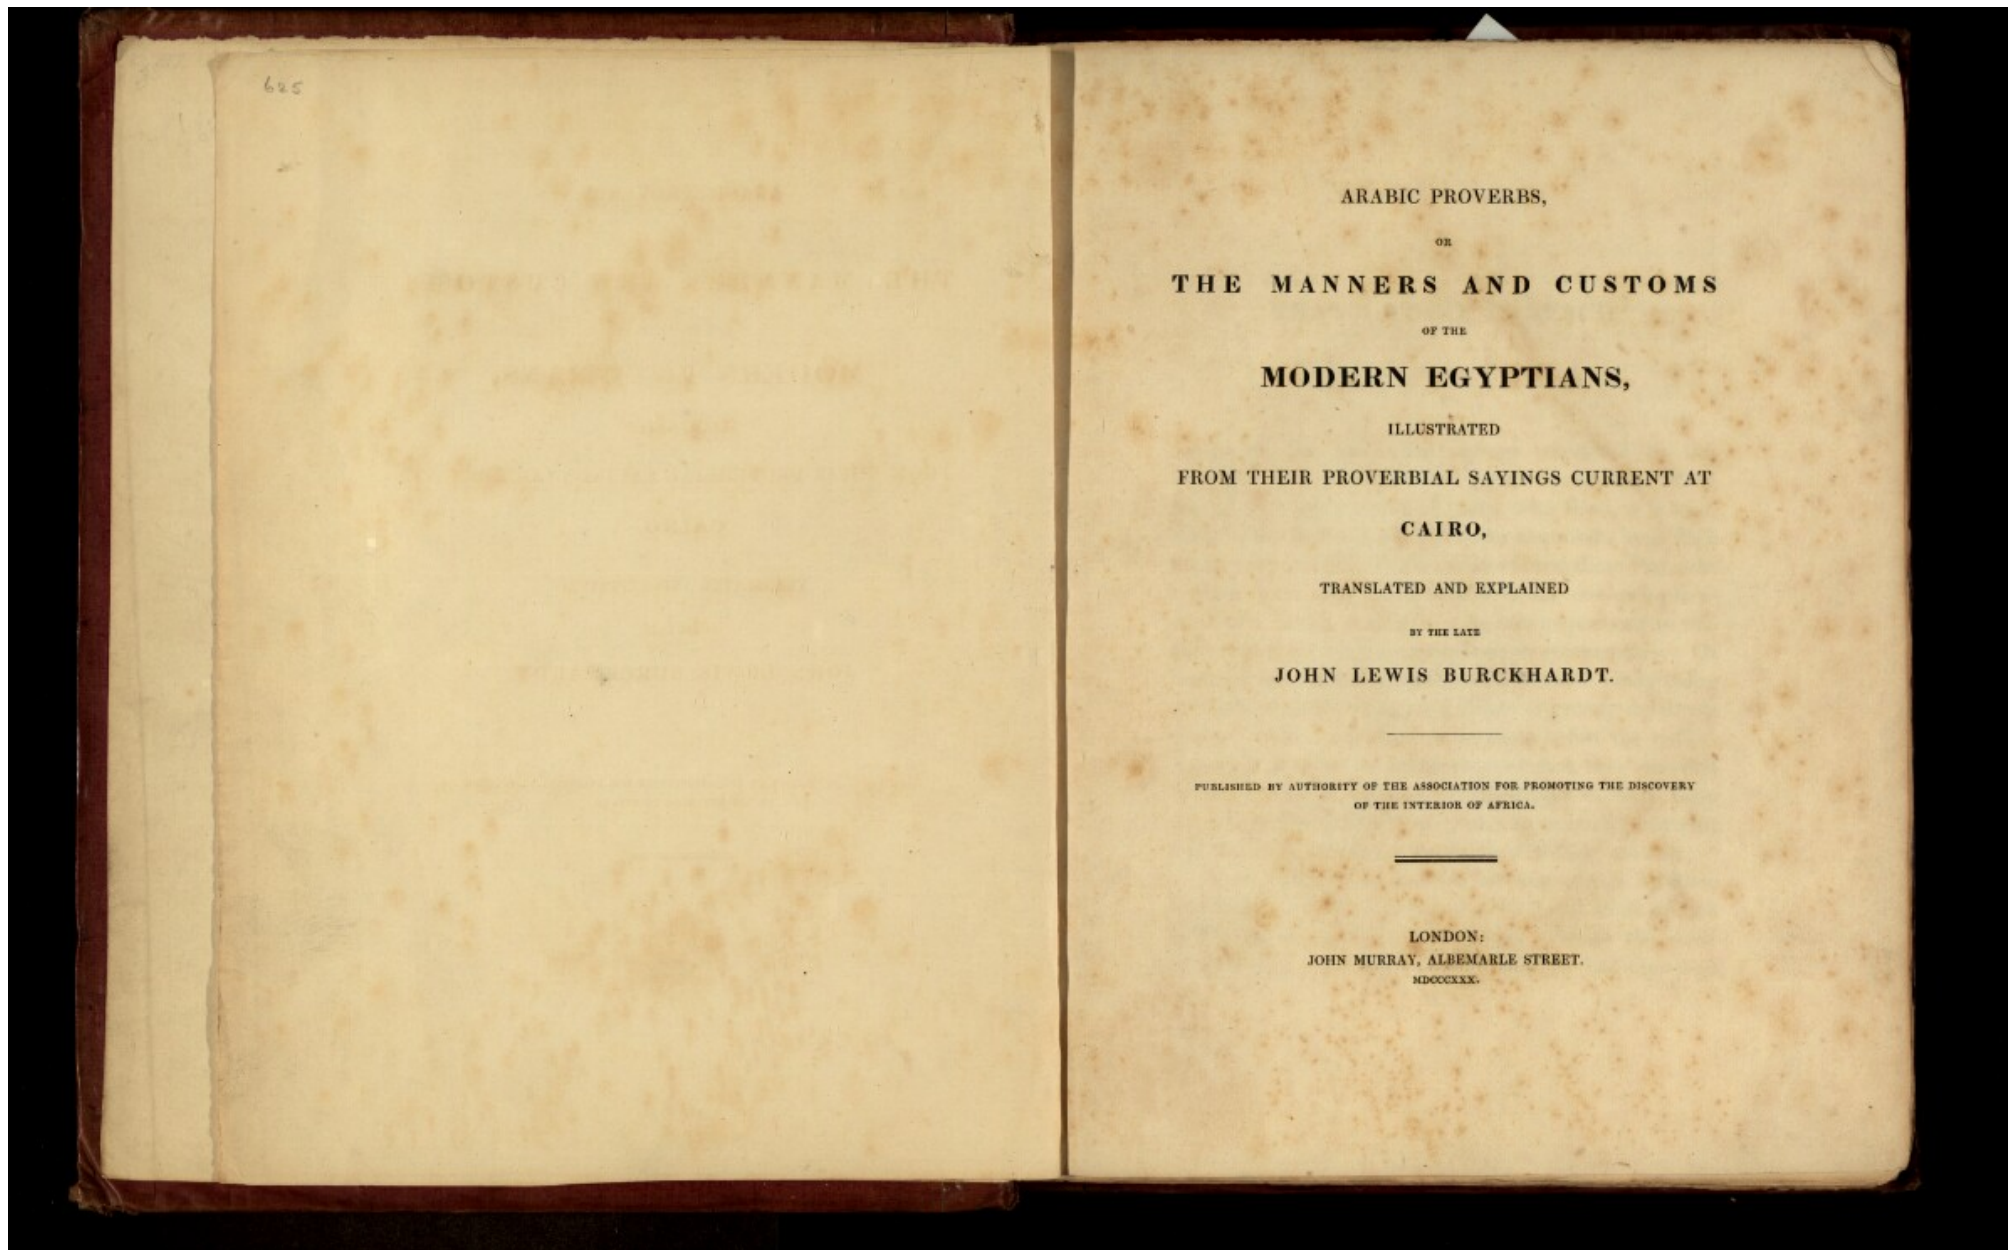 625
ARABIC PROVERBS,
OR
THE MANNERS AND CUSTOMS
OF THE
MODERN EGYPTIANS,
ILLUSTRATED
FROM THEIR PROVERBIAL SAYINGS CURRENT AT
CAIRO,
TRANSLATED AND EXPLAINED
BY THE LATE
JOHN LEWIS BURCKHARDT.
PUBLISHED BY AUTHORITY OF THE ASSOCIATION FOR PROMOTING THE DISCOVERY
OF THE INTERIOR OF AFRICA.
LONDON:
JOHN MURRAY, ALBEMARLE STREET.
MDCCCXXX.